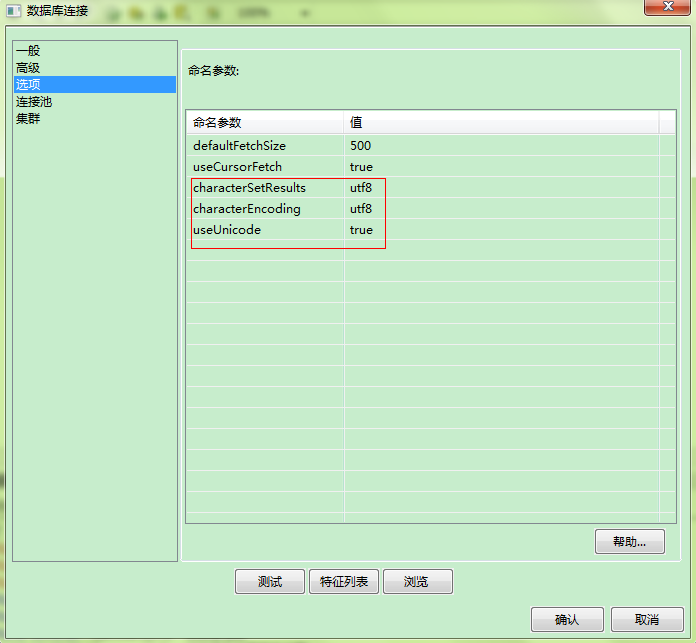 数据库连接
100%
一般
高级
选项
连接池
集群
命名参数:
命名参数 值
defaultFetchSize 500
useCursorFetch true
characterSetResults utf8
characterEncoding utf8
useUnicode true
帮助...
测试 特征列表 浏览
确认 取消